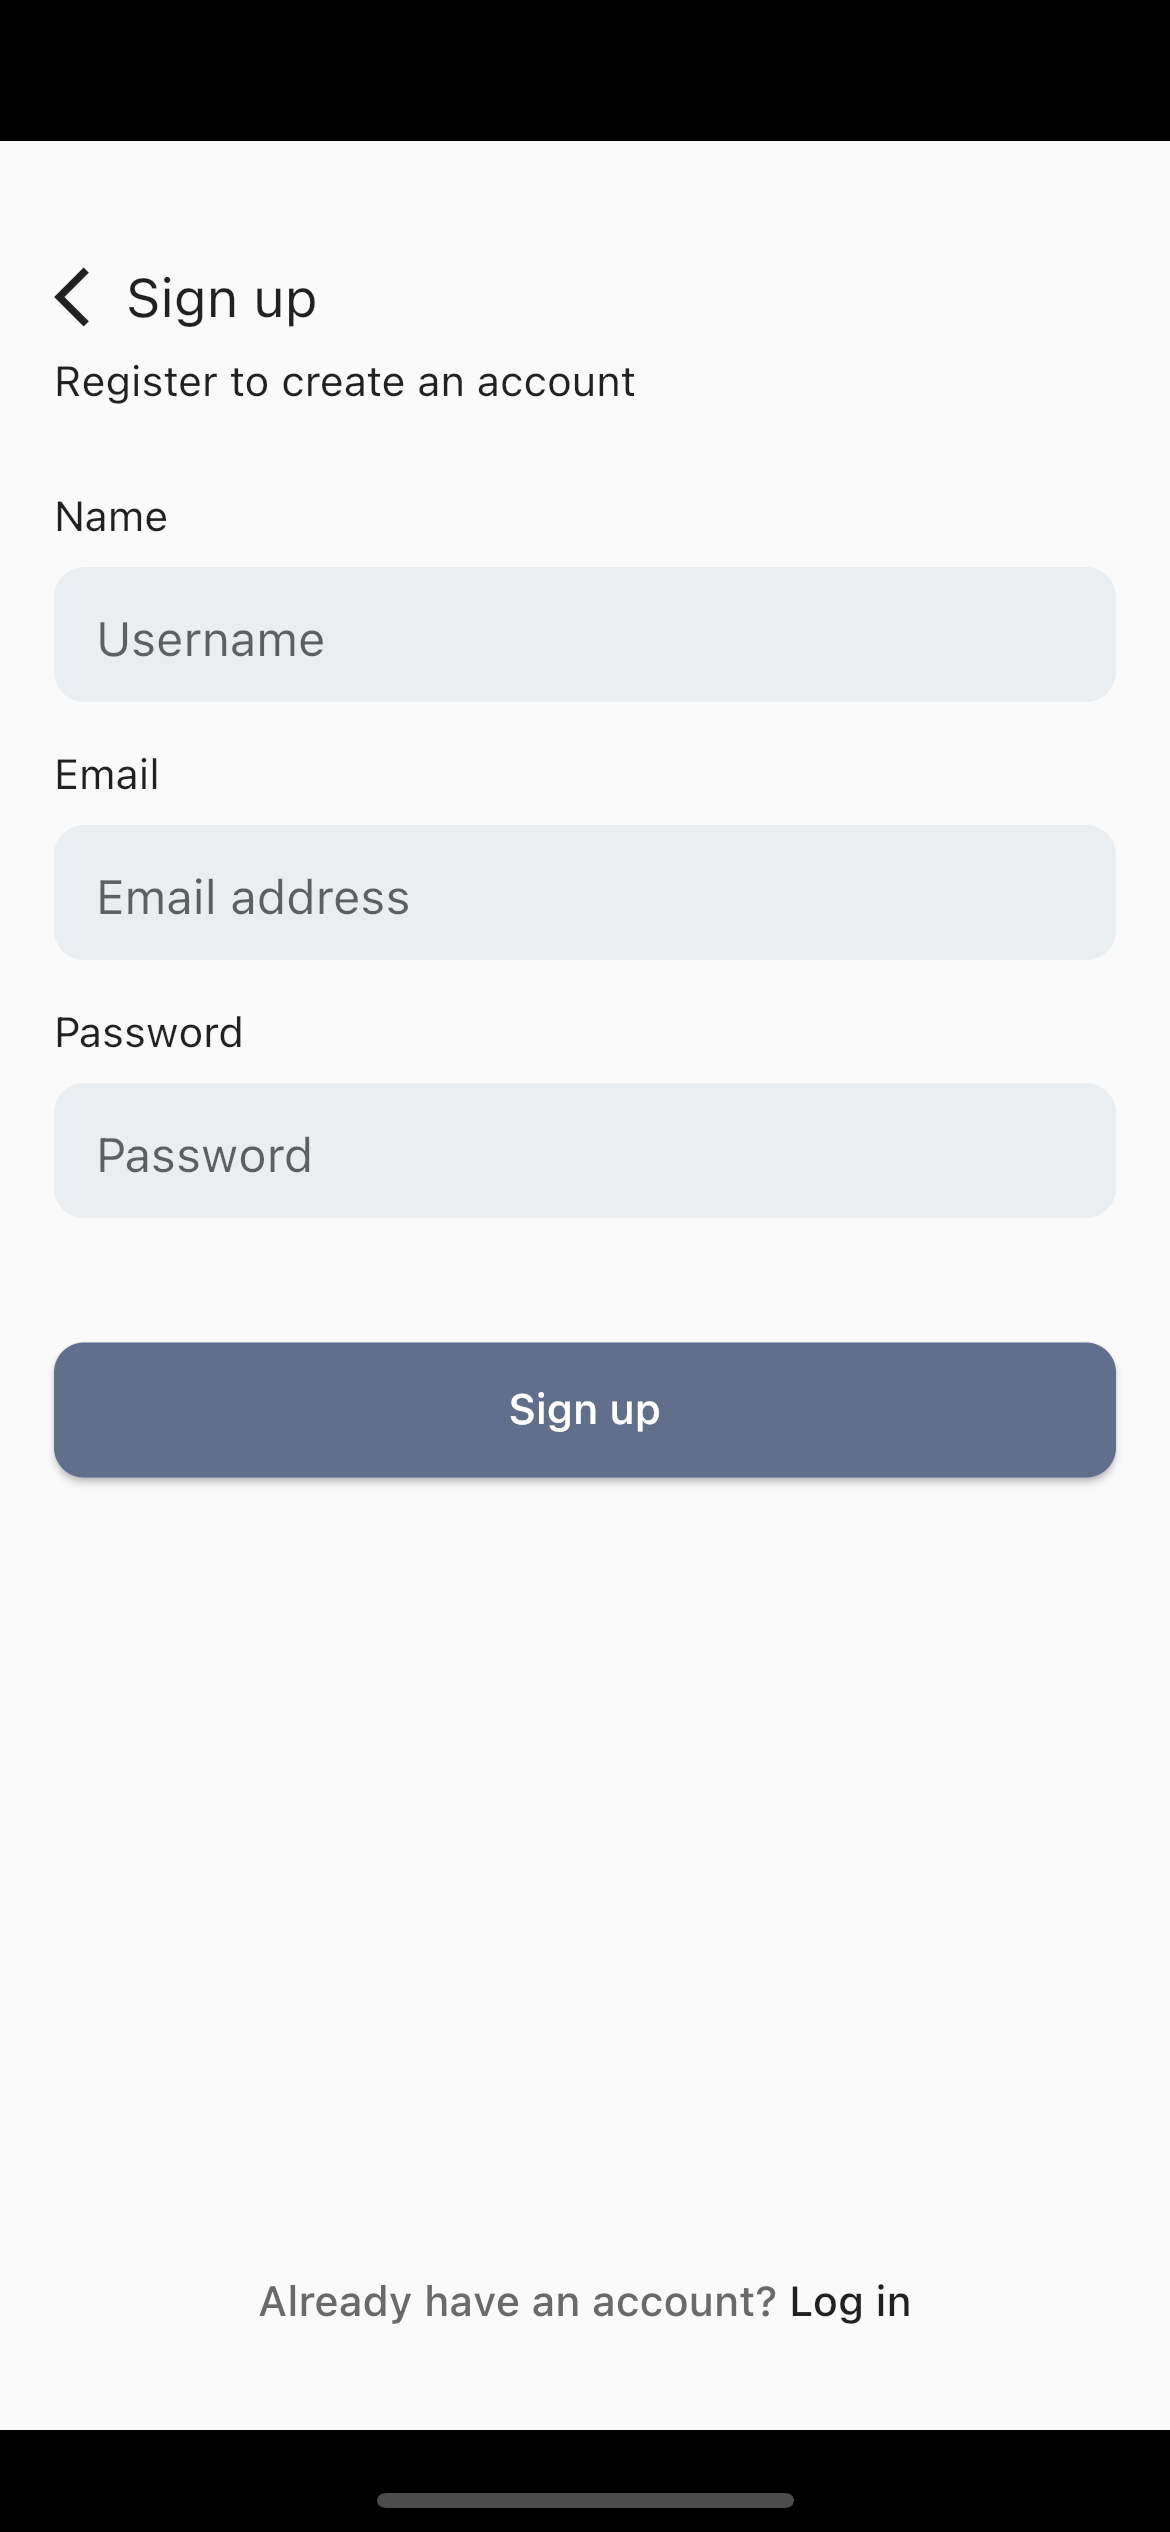 Sign up
Register to create an account
Name
Username
Email
Email address
Password
Password
Sign up
Already have an account? Log in